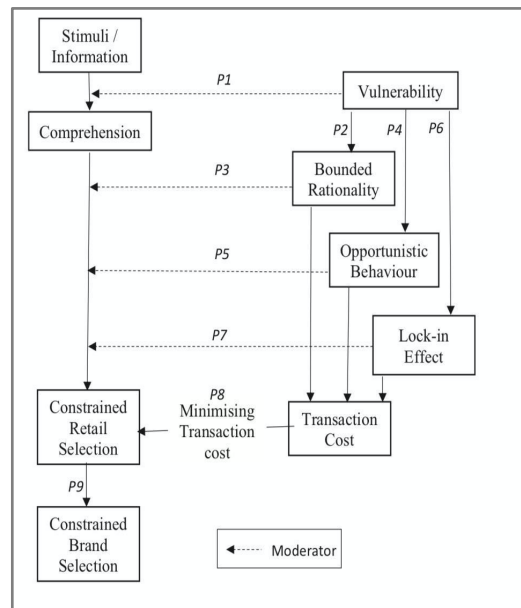 Stimuli /
Information
P1
Vulnerability
Comprehension
P2
P4
P6
P3
Bounded
Rationality
P5
Opportunistic
Behaviour
P7
Lock-in
Effect
P8
Constrained
Retail
Selection
Minimising
Transaction
cost
Transaction
Cost
P9
Constrained
Brand
Selection
Moderator